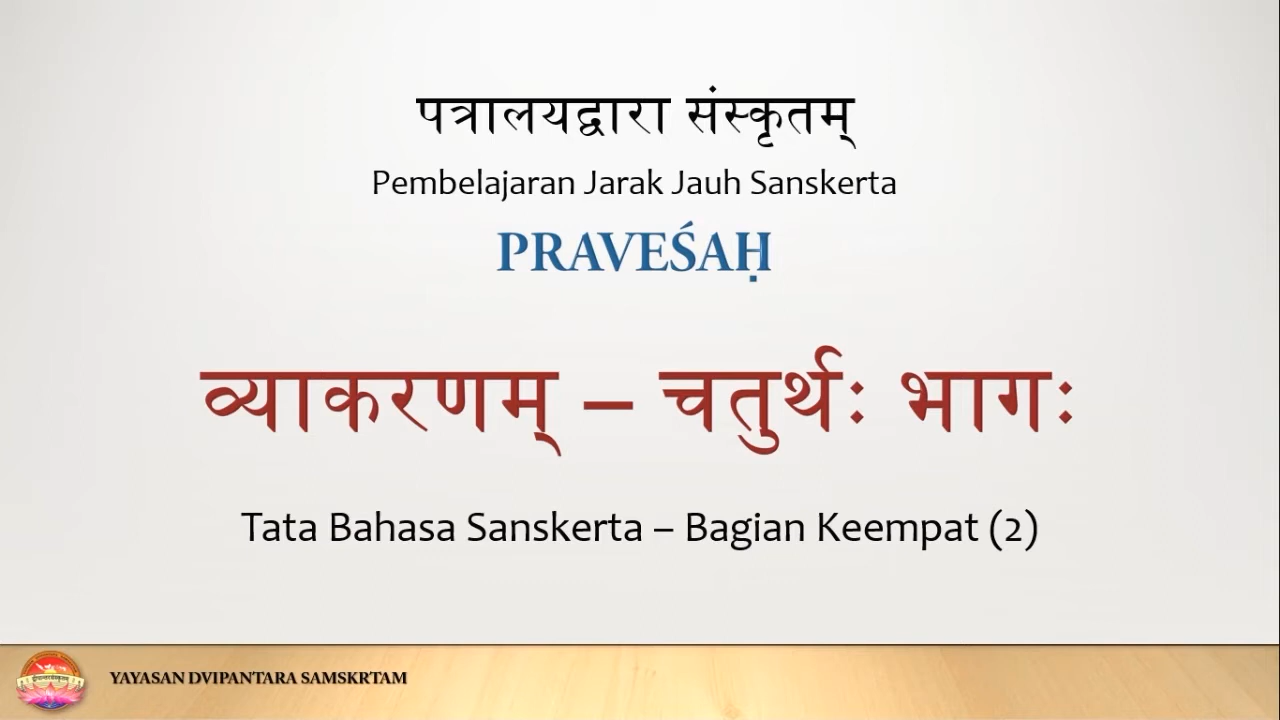 पत्रालयद्वारा संस्कृतम्
Pembelajaran Jarak Jauh Sanskerta
PRAVEŚAḤ
व्याकरणम् – चतुर्थः भागः
Tata Bahasa Sanskerta – Bagian Keempat (2)
YAYASAN DVIPANTARA SAMSKRTAM